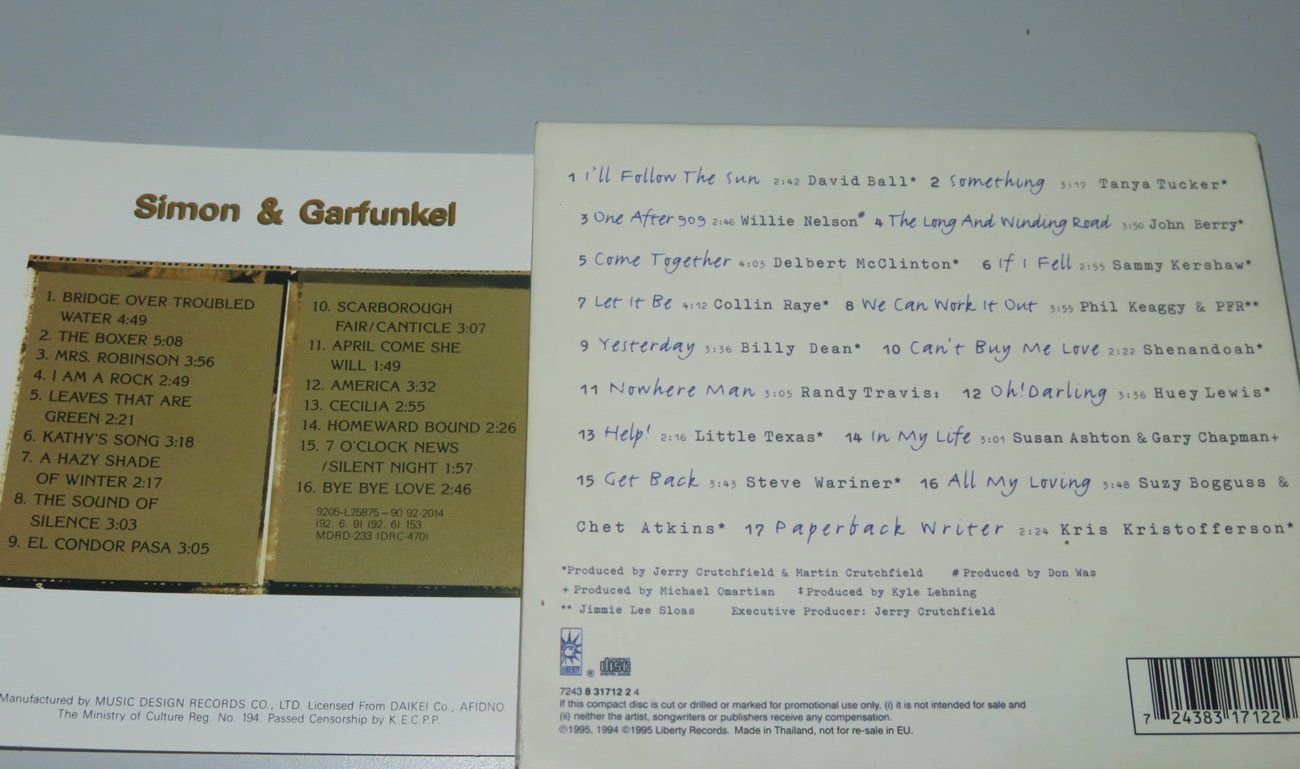 Simon & Garfunkel
1. BRIDGE OVER TROUBLED
WATER 4:49
2. THE BOXER 5:08
3. MRS. ROBINSON 3:56
4. I AM A ROCK 2:49
5. LEAVES THAT ARE
GREEN 2:21
6. KATHY'S SONG 3:18
7. A HAZY SHADE
OF WINTER 2:17
8. THE SOUND OF
SILENCE 3:03
9. EL CONDOR PASA 3:05
10. SCARBOROUGH
FAIR/CANTICLE 3:07
11. APRIL COME SHE
WILL 1:49
12. AMERICA 3:32
13. CECILIA 2:55
14. HOMEWARD BOUND 2:26
15. 7 O'CLOCK NEWS
/SILENT NIGHT 1:57
16. BYE BYE LOVE 2:46
9205-L25875~90 92-2014
(92. 6. 9) (92. 6) 153
MDRD-233 (DRC-470)
Manufactured by MUSIC DESIGN RECORDS CO., LTD. Licensed From DAIKEI Co., AFIDNO.
The Ministry of Culture Reg. No. 194. Passed Censorship by K.E.C.P.P.
1 I'll Follow The Sun 2:42 David Ball* 2 Something 3:17 Tanya Tucker*
3 One After 909 2:46 Willie Nelson# 4 The Long And Winding Road 3:50 John Berry*
5 Come Together 4:03 Delbert McClinton* 6 If I Fell 2:55 Sammy Kershaw*
7 Let It Be 4:12 Collin Raye* 8 We Can Work It Out 3:55 Phil Keaggy & PFR**
9 Yesterday 3:36 Billy Dean* 10 Can't Buy Me Love 2:22 Shenandoah*
11 Nowhere Man 3:05 Randy Travis‡ 12 Oh! Darling 3:36 Huey Lewis*
13 Help! 2:16 Little Texas* 14 In My Life 3:01 Susan Ashton & Gary Chapman+
15 Get Back 3:43 Steve Wariner* 16 All My Loving 3:48 Suzy Bogguss &
Chet Atkins* 17 Paperback Writer 2:24 Kris Kristofferson*
*Produced by Jerry Crutchfield & Martin Crutchfield # Produced by Don Was
+ Produced by Michael Omartian ‡Produced by Kyle Lehning
** Jimmie Lee Sloas Executive Producer: Jerry Crutchfield
LIBERTY ® COMPACT disc DIGITAL AUDIO
7243 8 31712 2 4
If this compact disc is cut or drilled or marked for promotional use only, (i) it is not intended for sale and
(ii) neither the artist, songwriters or publishers receive any compensation.
℗1995, 1994 ©1995 Liberty Records. Made in Thailand, not for re-sale in EU.
7 24383 17122